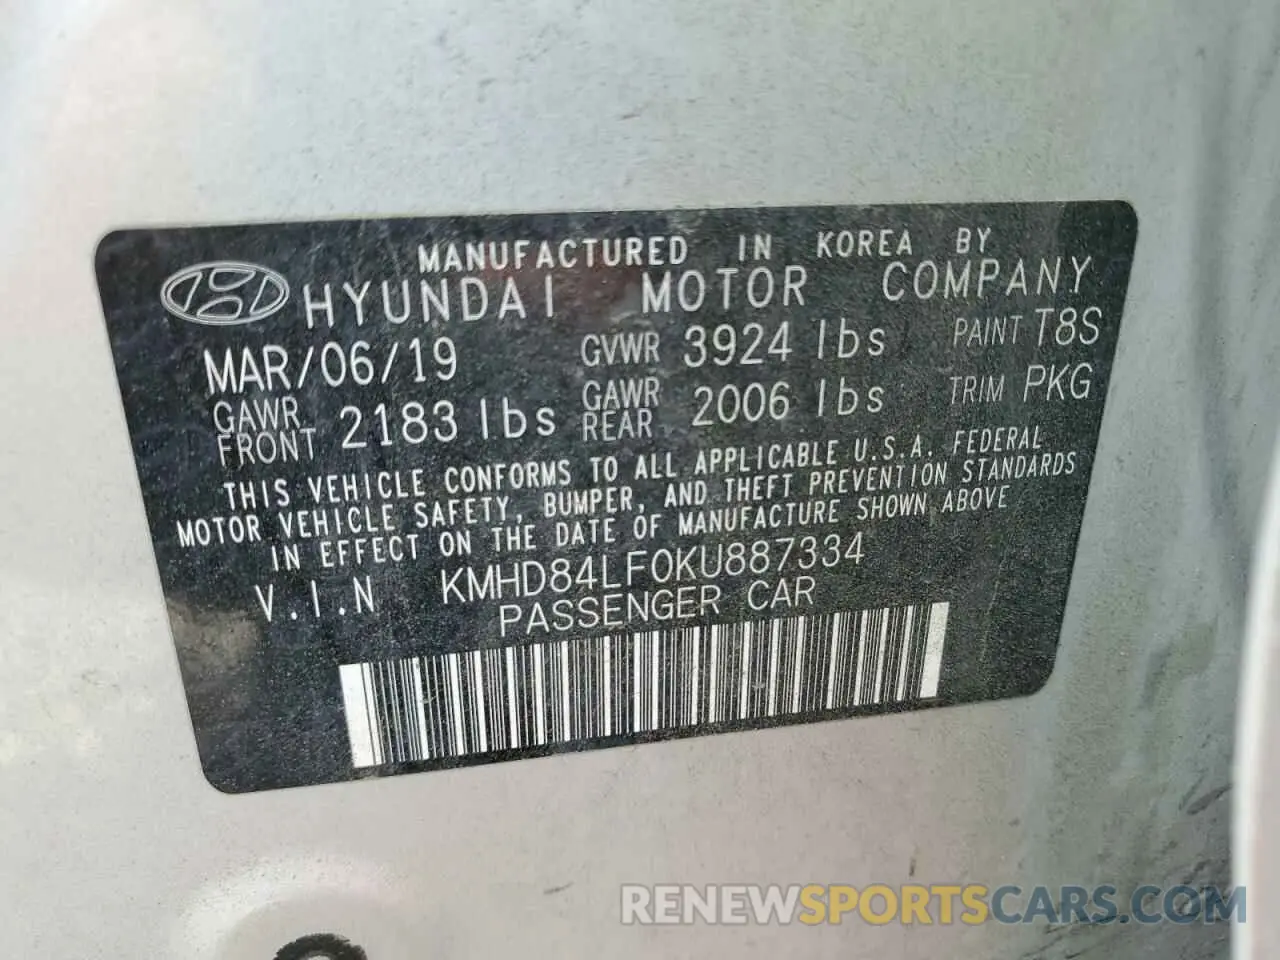 MANUFACTURED IN KOREA BY
HYUNDAI MOTOR COMPANY
MAR/06/19 GVWR 3924 lbs PAINT T8S
GAWR FRONT 2183 lbs GAWR REAR 2006 lbs TRIM PKG
THIS VEHICLE CONFORMS TO ALL APPLICABLE U.S.A. FEDERAL
MOTOR VEHICLE SAFETY, BUMPER, AND THEFT PREVENTION STANDARDS
IN EFFECT ON THE DATE OF MANUFACTURE SHOWN ABOVE
V.I.N KMHD84LF0KU887334
PASSENGER CAR
RENEWSPORTSCARS.COM